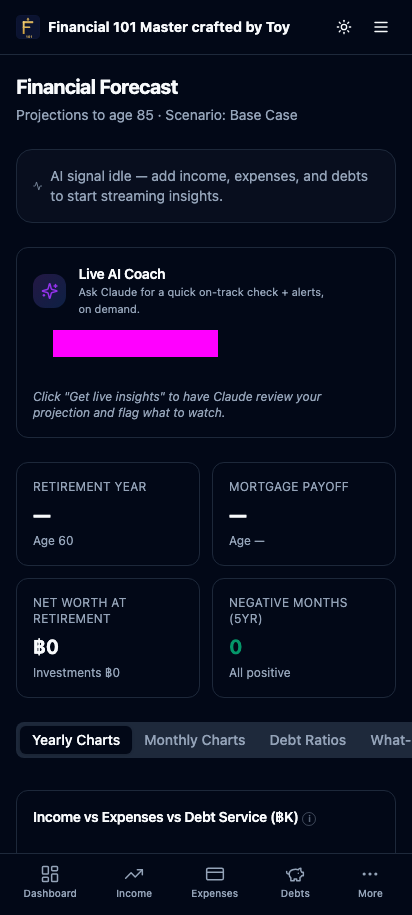 Financial 101 Master crafted by Toy
Financial Forecast
Projections to age 85 · Scenario: Base Case
AI signal idle — add income, expenses, and debts
to start streaming insights.
Live AI Coach
Ask Claude for a quick on-track check + alerts,
on demand.
Click "Get live insights" to have Claude review your
projection and flag what to watch.
RETIREMENT YEAR
—
Age 60
MORTGAGE PAYOFF
—
Age —
NET WORTH AT
RETIREMENT
฿0
Investments ฿0
NEGATIVE MONTHS
(5YR)
0
All positive
Yearly Charts Monthly Charts Debt Ratios What-
Income vs Expenses vs Debt Service (฿K)
Dashboard Income Expenses Debts More